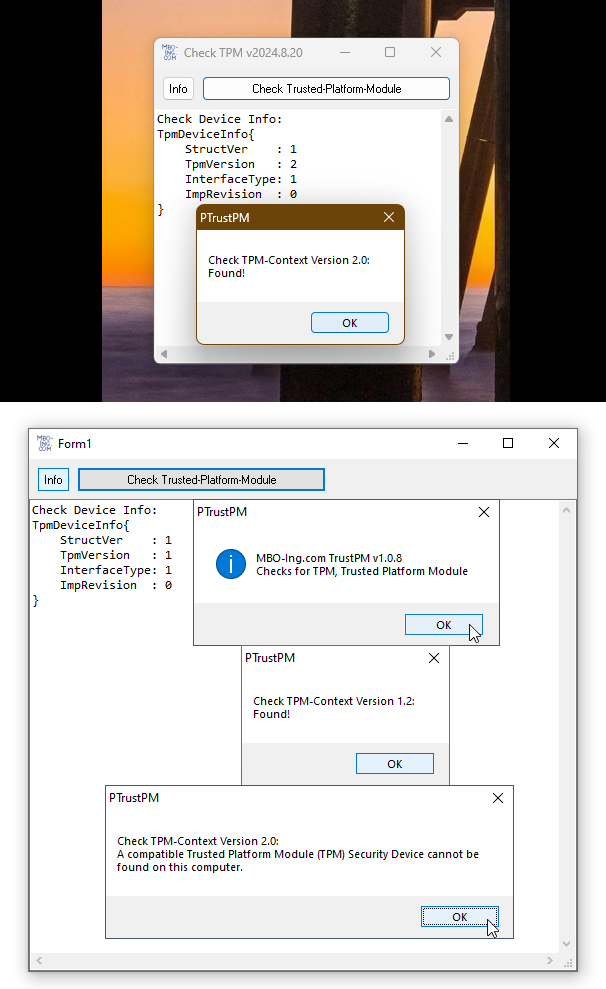 MBO-
ING.
COM
Check TPM v2024.8.20
Info
Check Trusted-Platform-Module
Check Device Info:
TpmDeviceInfo{
    StructVer    : 1
    TpmVersion   : 2
    InterfaceType: 1
    ImpRevision  : 0
}
PTrustPM
Check TPM-Context Version 2.0:
Found!
OK
MBO-
ING.
COM
Form1
Info
Check Trusted-Platform-Module
Check Device Info:
TpmDeviceInfo{
    StructVer    : 1
    TpmVersion   : 1
    InterfaceType: 1
    ImpRevision  : 0
}
PTrustPM
MBO-Ing.com TrustPM v1.0.8
Checks for TPM, Trusted Platform Module
OK
PTrustPM
Check TPM-Context Version 1.2:
Found!
OK
PTrustPM
Check TPM-Context Version 2.0:
A compatible Trusted Platform Module (TPM) Security Device cannot be
found on this computer.
OK